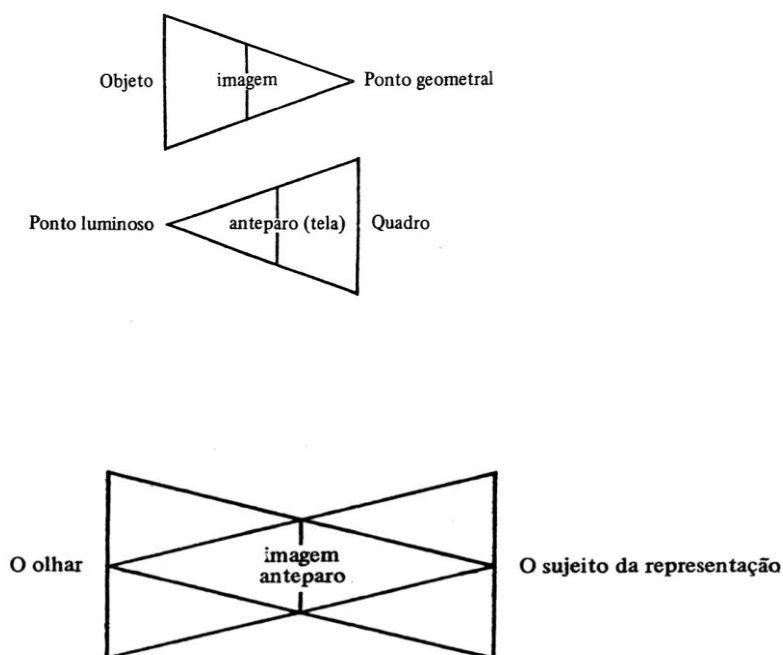 Objeto imagem Ponto geometral
Ponto luminoso anteparo (tela) Quadro
O olhar imagem anteparo O sujeito da representação